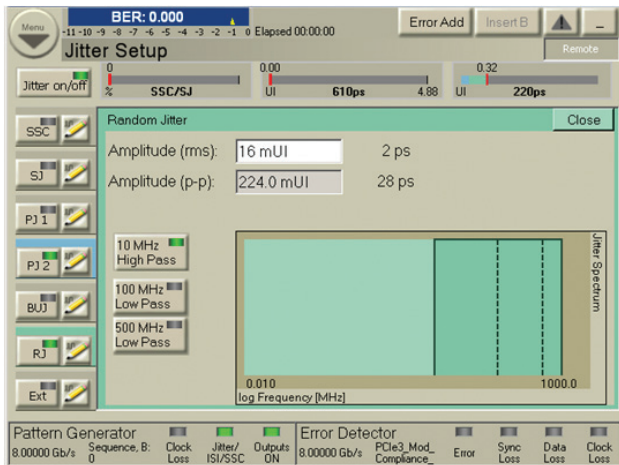 Menu
BER: 0.000
-11 -10 -9 -8 -7 -6 -5 -4 -3 -2 -1 0 Elapsed 00:00:00
Error Add
Insert B
Jitter Setup
Remote
Jitter on/off
0
% SSC/SJ
0.00
UI 610ps 4.88
0.32
UI 220ps
SSC
SJ
PJ 1
PJ 2
BUJ
RJ
Ext
Random Jitter
Close
Amplitude (rms): 16 mUI 2 ps
Amplitude (p-p): 224.0 mUI 28 ps
10 MHz
High Pass
100 MHz
Low Pass
500 MHz
Low Pass
Jitter Spectrum
0.010 1000.0
log Frequency [MHz]
Pattern Generator
8.00000 Gb/s
Sequence, B:
0
Clock
Loss
Jitter/
ISI/SSC
Outputs
ON
Error Detector
8.00000 Gb/s
PCIe3_Mod_
Compliance_
Error
Sync
Loss
Data
Loss
Clock
Loss